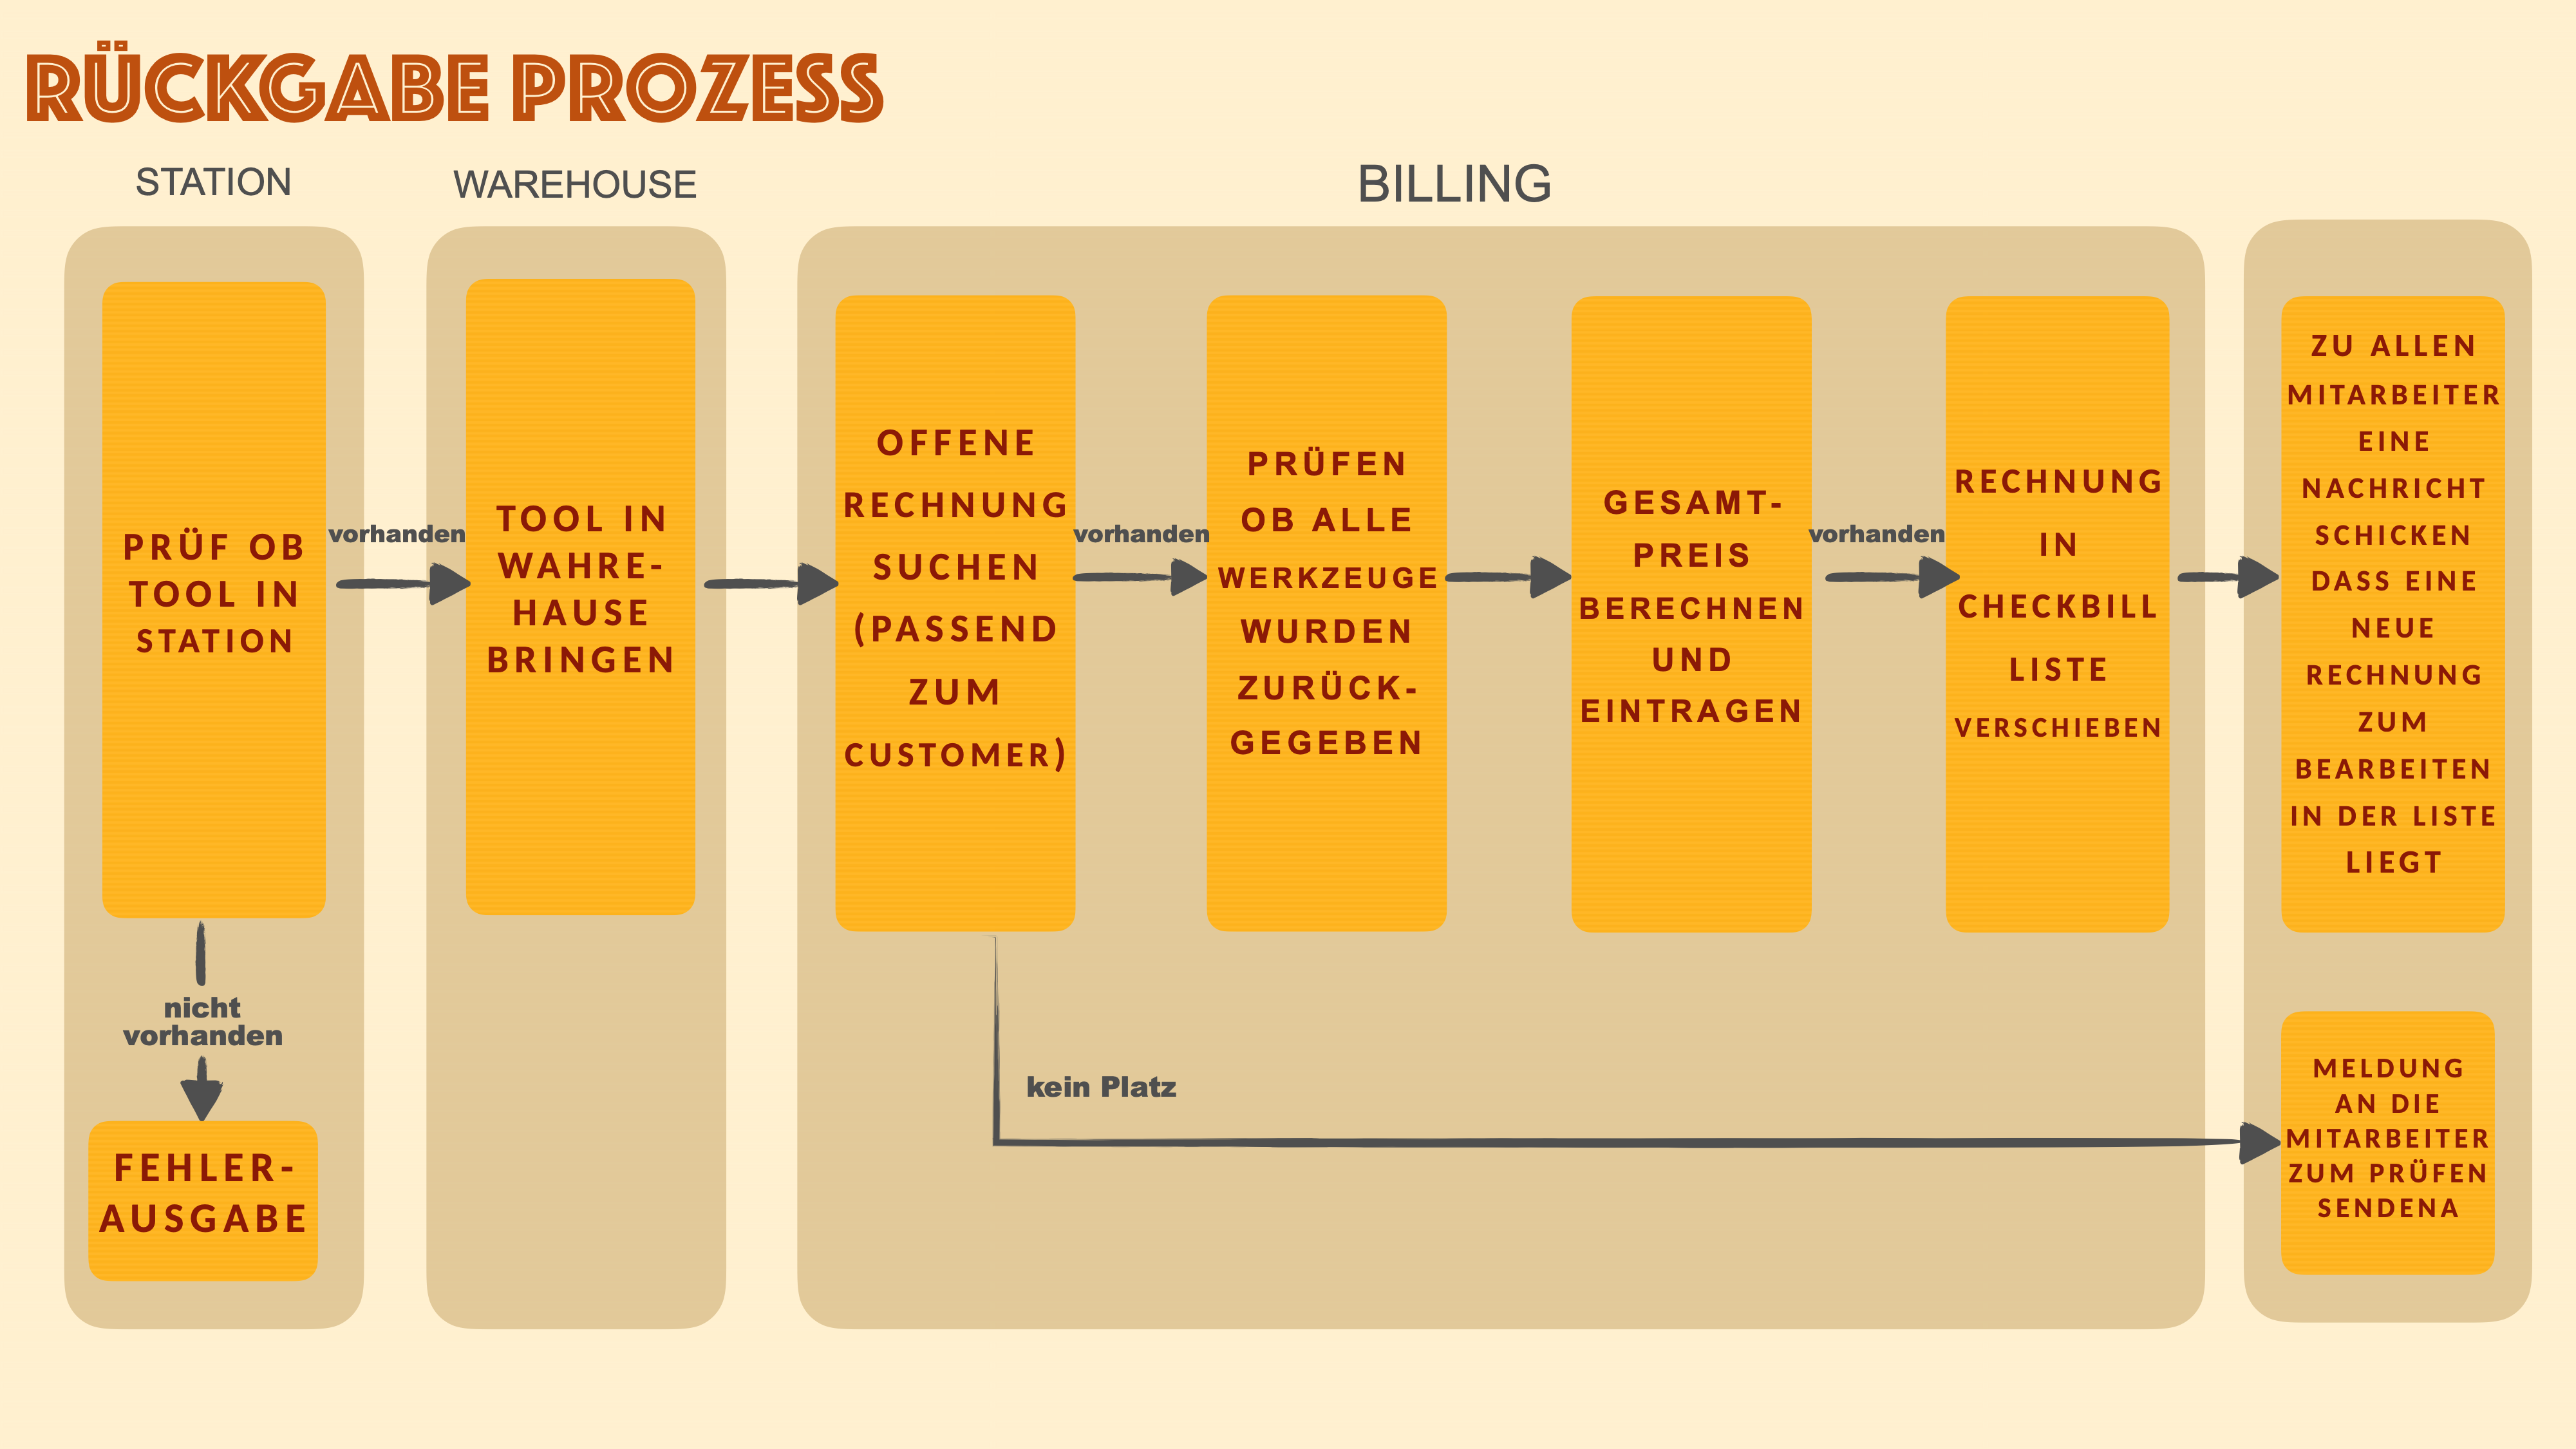 RÜCKGABE PROZESS
STATION
WAREHOUSE
BILLING
PRÜF OB
TOOL IN
STATION
vorhanden
nicht
vorhanden
FEHLER-
AUSGABE
TOOL IN
WAHRE-
HAUSE
BRINGEN
OFFENE
RECHNUNG
SUCHEN
(PASSEND
ZUM
CUSTOMER)
vorhanden
kein Platz
PRÜFEN
OB ALLE
WERKZEUGE
WURDEN
ZURÜCK-
GEGEBEN
GESAMT-
PREIS
BERECHNEN
UND
EINTRAGEN
vorhanden
RECHNUNG
IN
CHECKBILL
LISTE
VERSCHIEBEN
ZU ALLEN
MITARBEITER
EINE
NACHRICHT
SCHICKEN
DASS EINE
NEUE
RECHNUNG
ZUM
BEARBEITEN
IN DER LISTE
LIEGT
MELDUNG
AN DIE
MITARBEITER
ZUM PRÜFEN
SENDENA